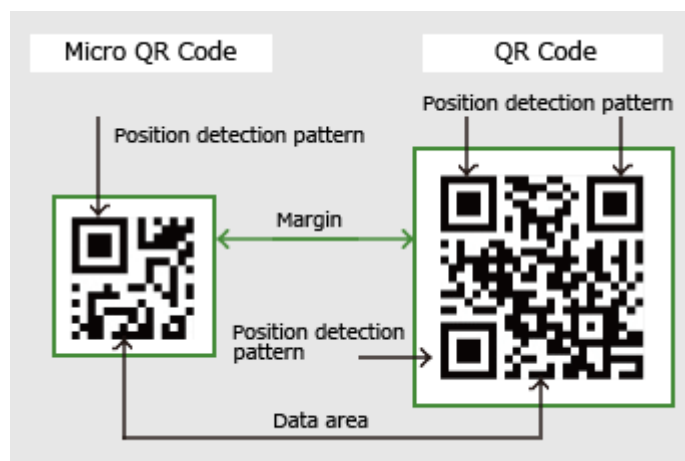 Micro QR Code
QR Code
Position detection pattern
Position detection pattern
Margin
Position detection
pattern
Data area